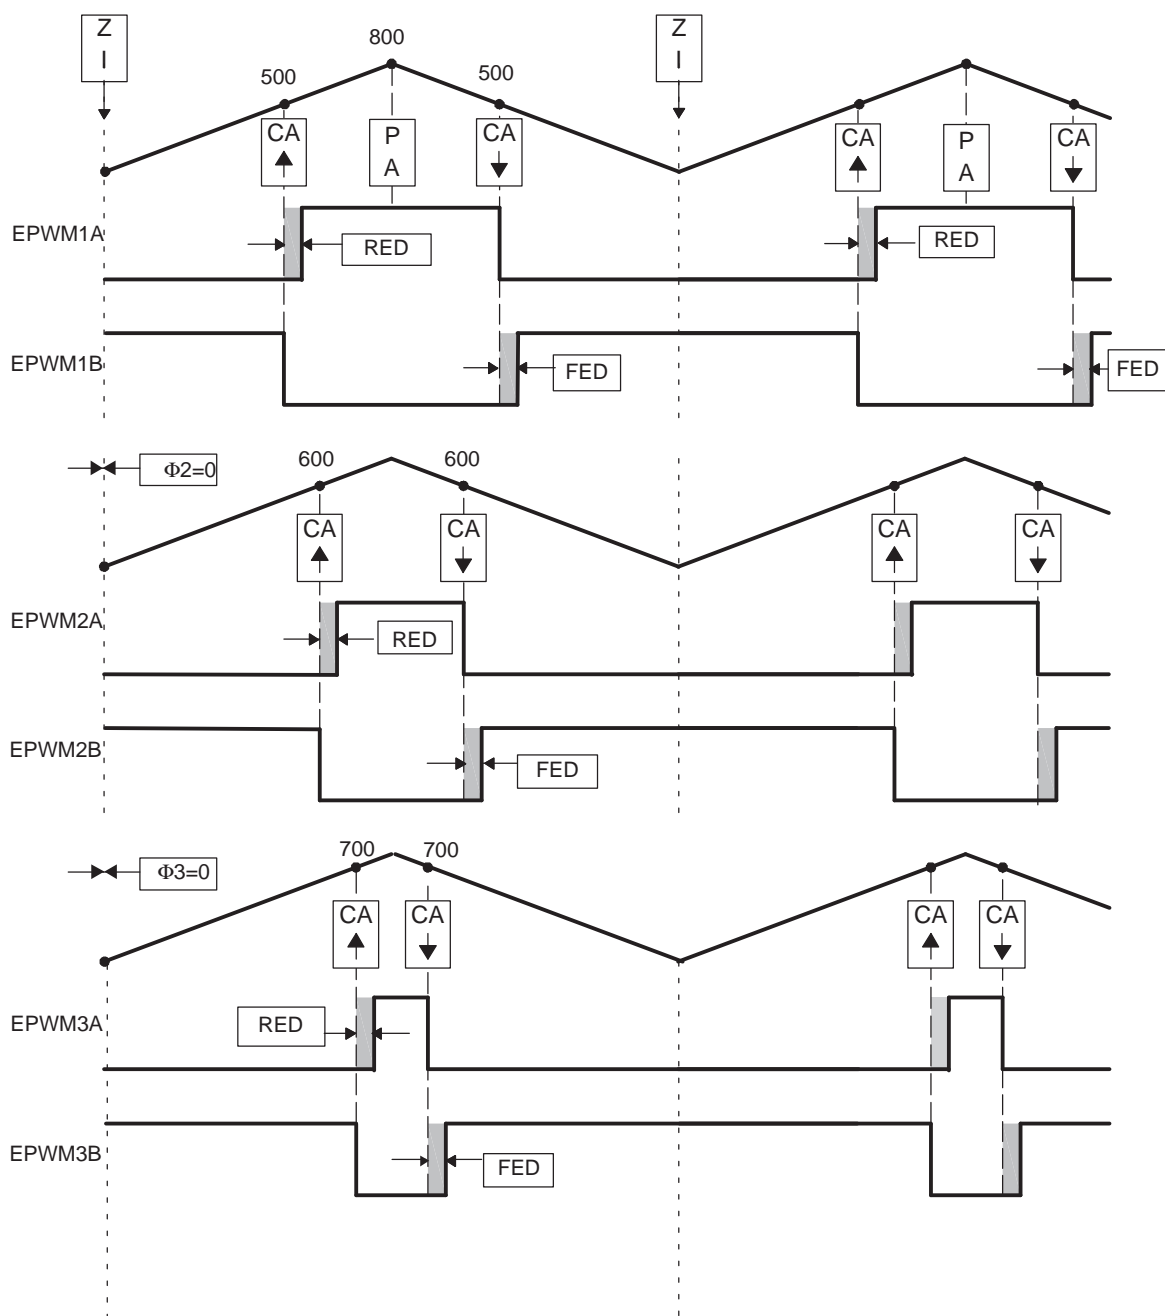 Z
I
Z
I
800
500
500
CA
P
A
CA
CA
P
A
CA
EPWM1A
RED
RED
EPWM1B
FED
FED
Φ2=0
600
600
CA
CA
CA
CA
EPWM2A
RED
EPWM2B
FED
Φ3=0
700
700
CA
CA
CA
CA
EPWM3A
RED
EPWM3B
FED